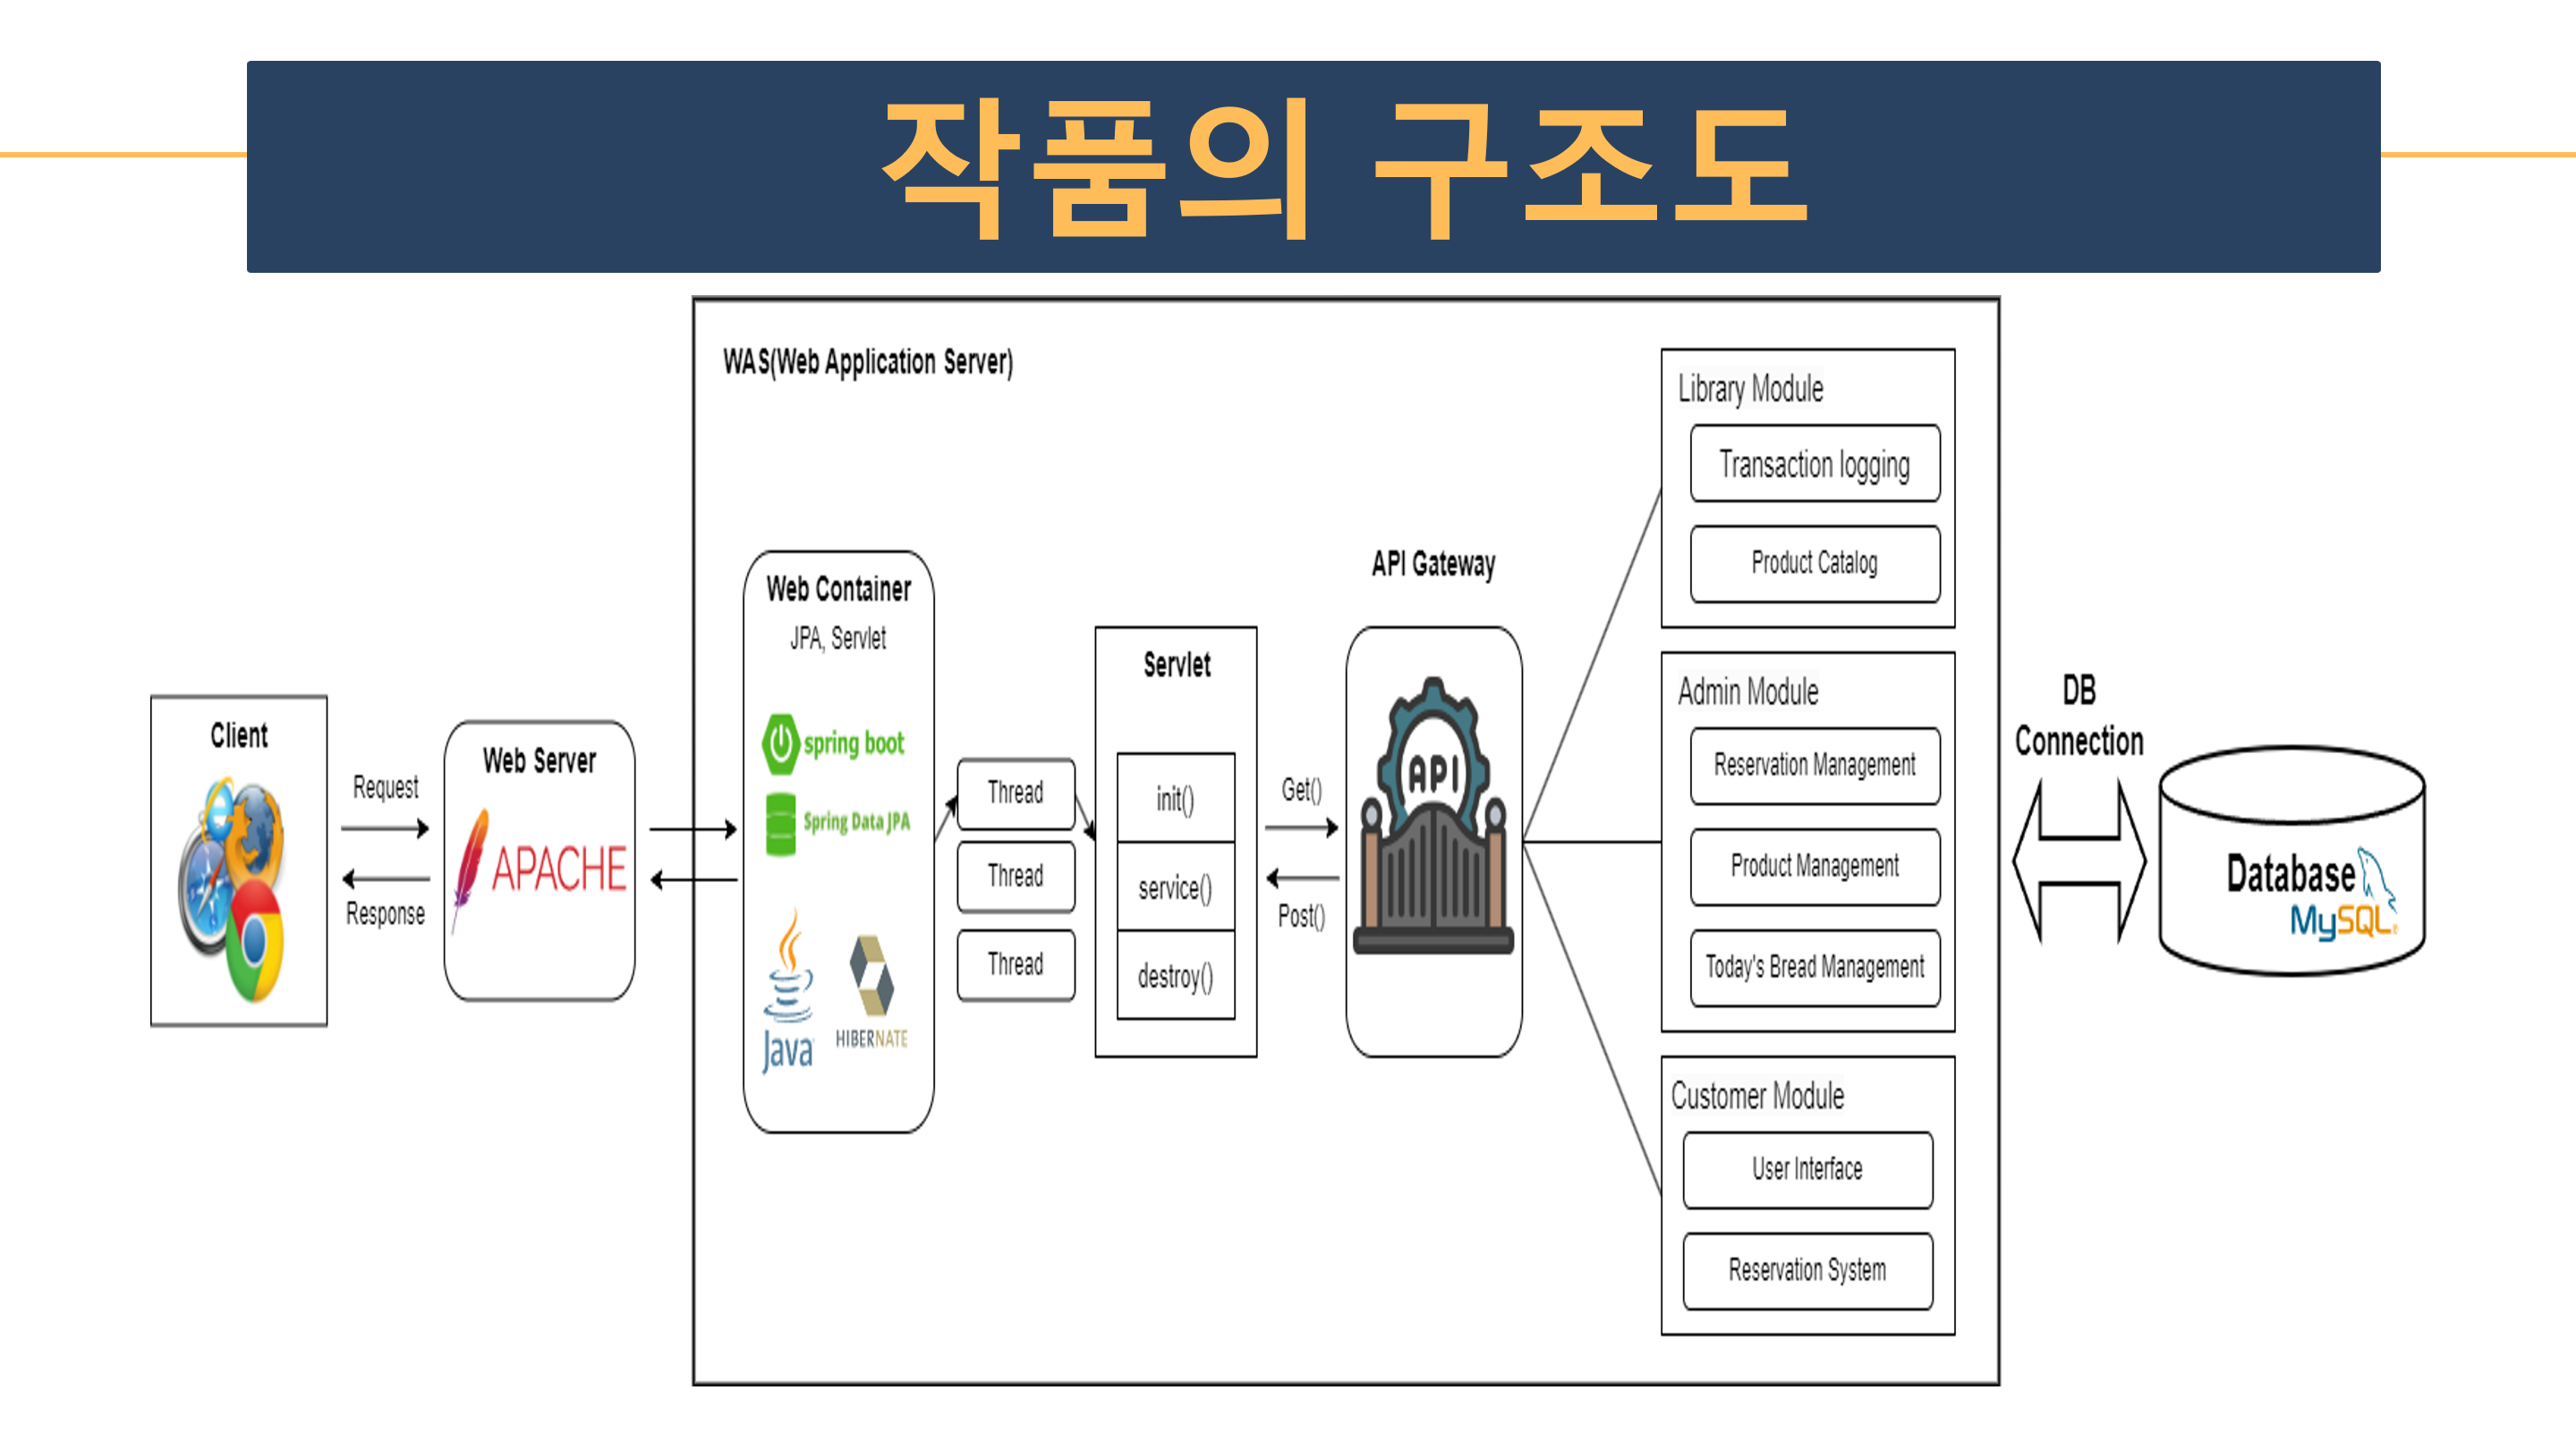 작품의 구조도
WAS(Web Application Server)
Client
Request
Response
Web Server
APACHE
Web Container
JPA, Servlet
spring boot
Spring Data JPA
Java
HIBERNATE
Thread
Thread
Thread
Servlet
init()
service()
destroy()
Get()
Post()
API Gateway
API
Library Module
Transaction logging
Product Catalog
Admin Module
Reservation Management
Product Management
Today's Bread Management
Customer Module
User Interface
Reservation System
DB
Connection
Database
MySQL